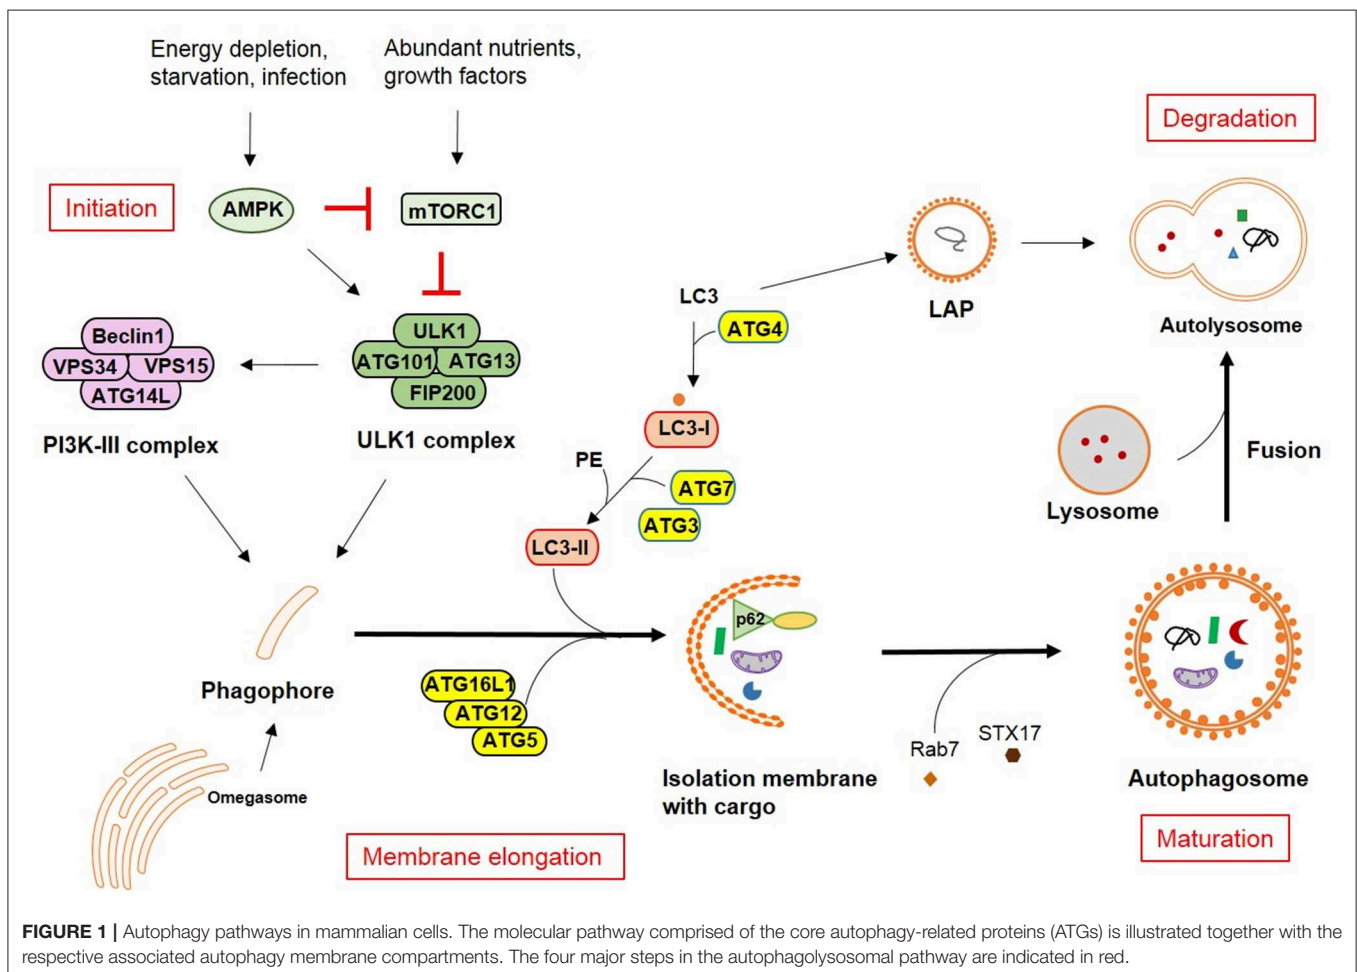 Energy depletion,
starvation, infection
Abundant nutrients,
growth factors
Initiation
AMPK
mTORC1
Beclin1
VPS34
VPS15
ATG14L
PI3K-III complex
ULK1
ATG101
ATG13
FIP200
ULK1 complex
Phagophore
Omegasome
LC3
ATG4
LC3-I
PE
ATG7
ATG3
LC3-II
ATG16L1
ATG12
ATG5
Membrane elongation
p62
Isolation membrane
with cargo
Rab7
STX17
LAP
Degradation
Autolysosome
Lysosome
Fusion
Autophagosome
Maturation
FIGURE 1 | Autophagy pathways in mammalian cells. The molecular pathway comprised of the core autophagy-related proteins (ATGs) is illustrated together with the
respective associated autophagy membrane compartments. The four major steps in the autophagolysosomal pathway are indicated in red.